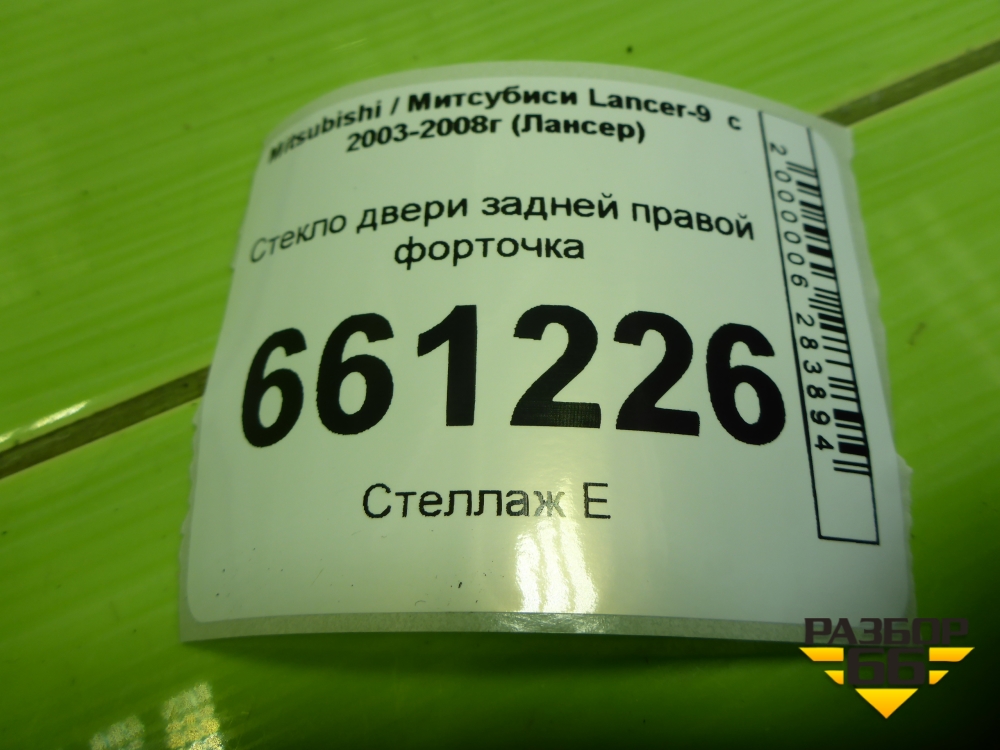 Mitsubishi / Митсубиси Lancer-9 с
2003-2008г (Лансер)
Стекло двери задней правой
форточка
661226
Стеллаж Е
2000006283894
РАЗБОР
66